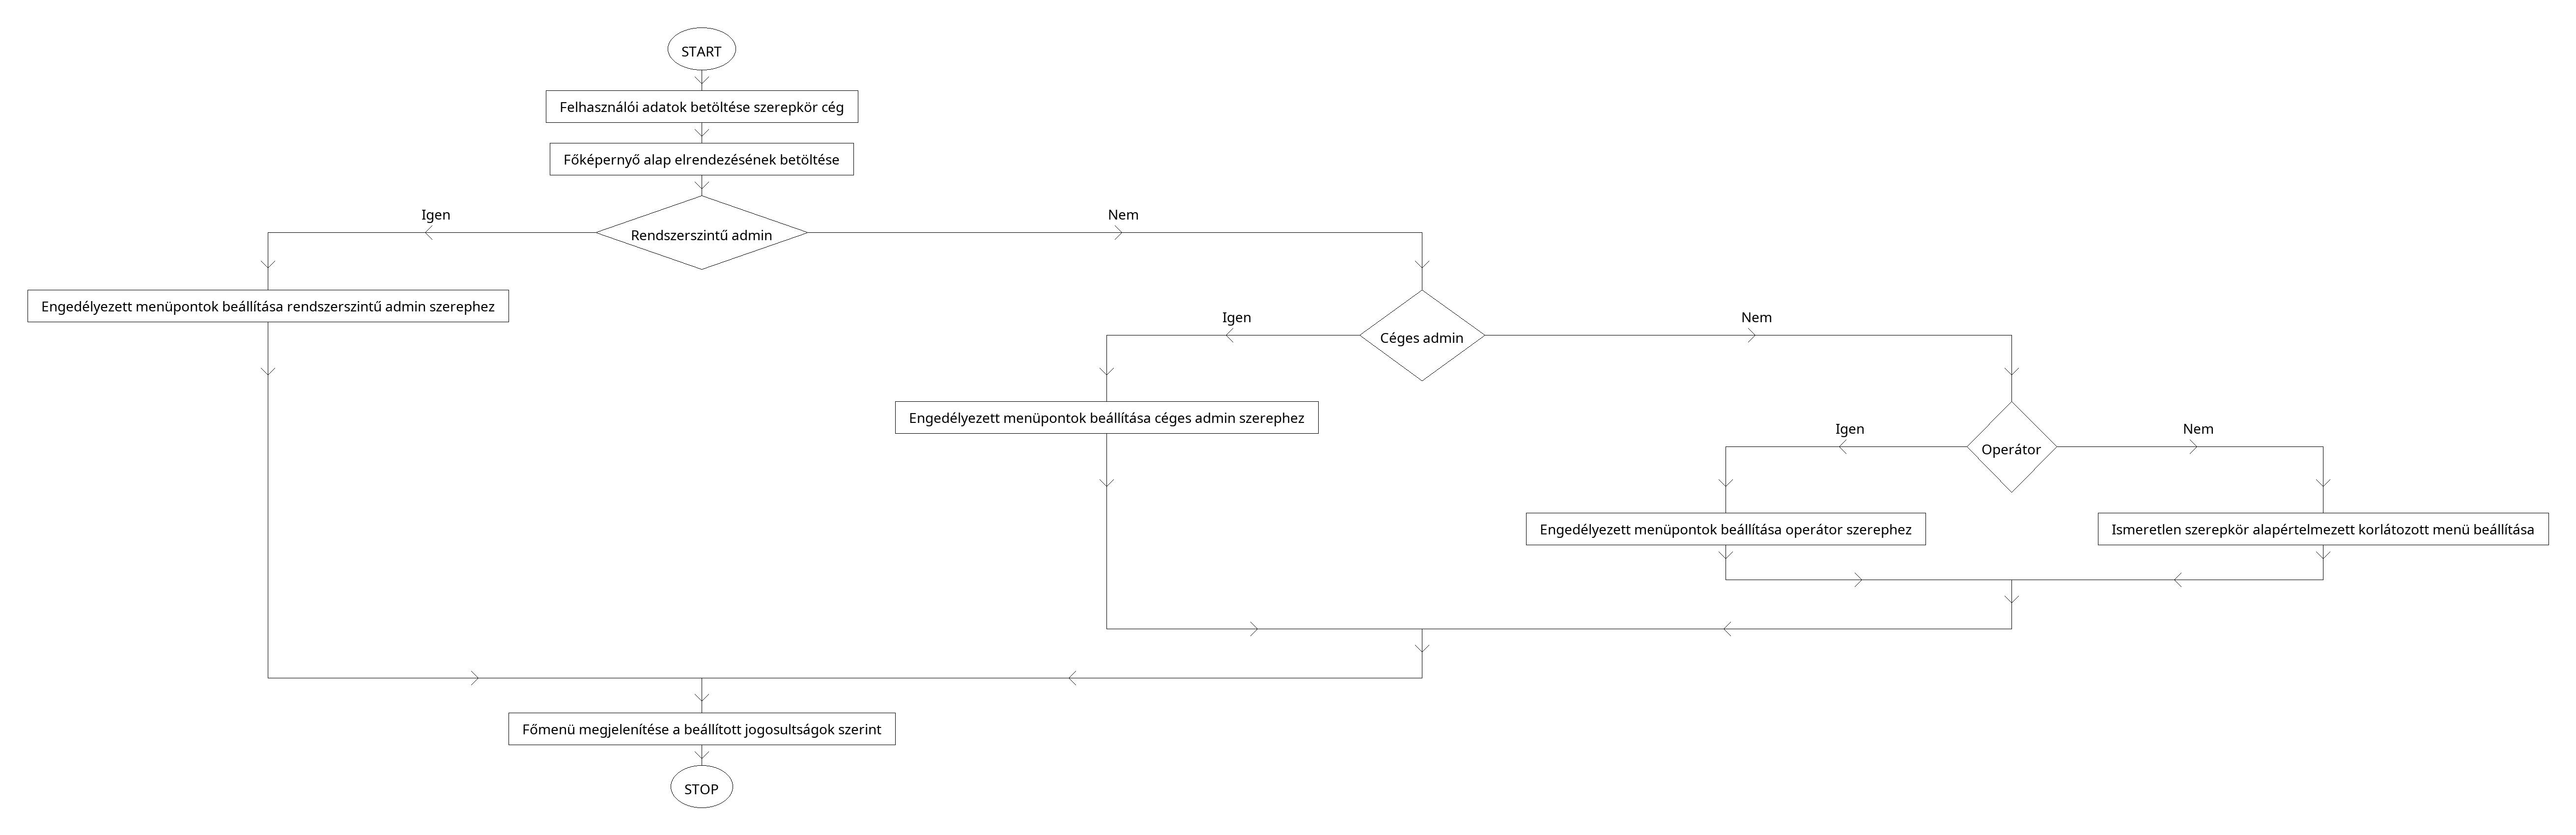 START
Felhasználói adatok betöltése szerepkör cég
Főképernyő alap elrendezésének betöltése
Igen
Nem
Rendszerszintű admin
Engedélyezett menüpontok beállítása rendszerszintű admin szerephez
Igen
Nem
Céges admin
Engedélyezett menüpontok beállítása céges admin szerephez
Igen
Nem
Operátor
Engedélyezett menüpontok beállítása operátor szerephez
Ismeretlen szerepkör alapértelmezett korlátozott menü beállítása
Főmenü megjelenítése a beállított jogosultságok szerint
STOP